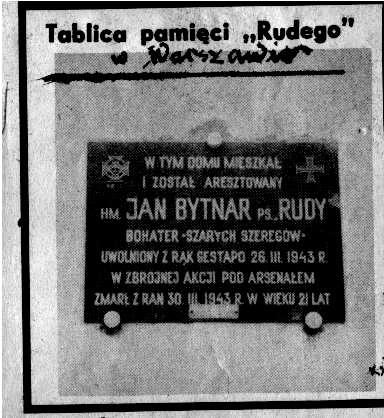 Tablica pamięci „Rudego”
w Warszawie
W TYM DOMU MIESZKAŁ
I ZOSTAŁ ARESZTOWANY
HM. JAN BYTNAR PS. „RUDY
BOHATER „SZARYCH SZEREGÓW”
UWOLNIONY Z RĄK GESTAPO 26. III. 1943 R.
W ZBROJNEJ AKCJI POD ARSENAŁEM
ZMARŁ Z RAN 30. III. 1943 R. W WIEKU 21 LAT